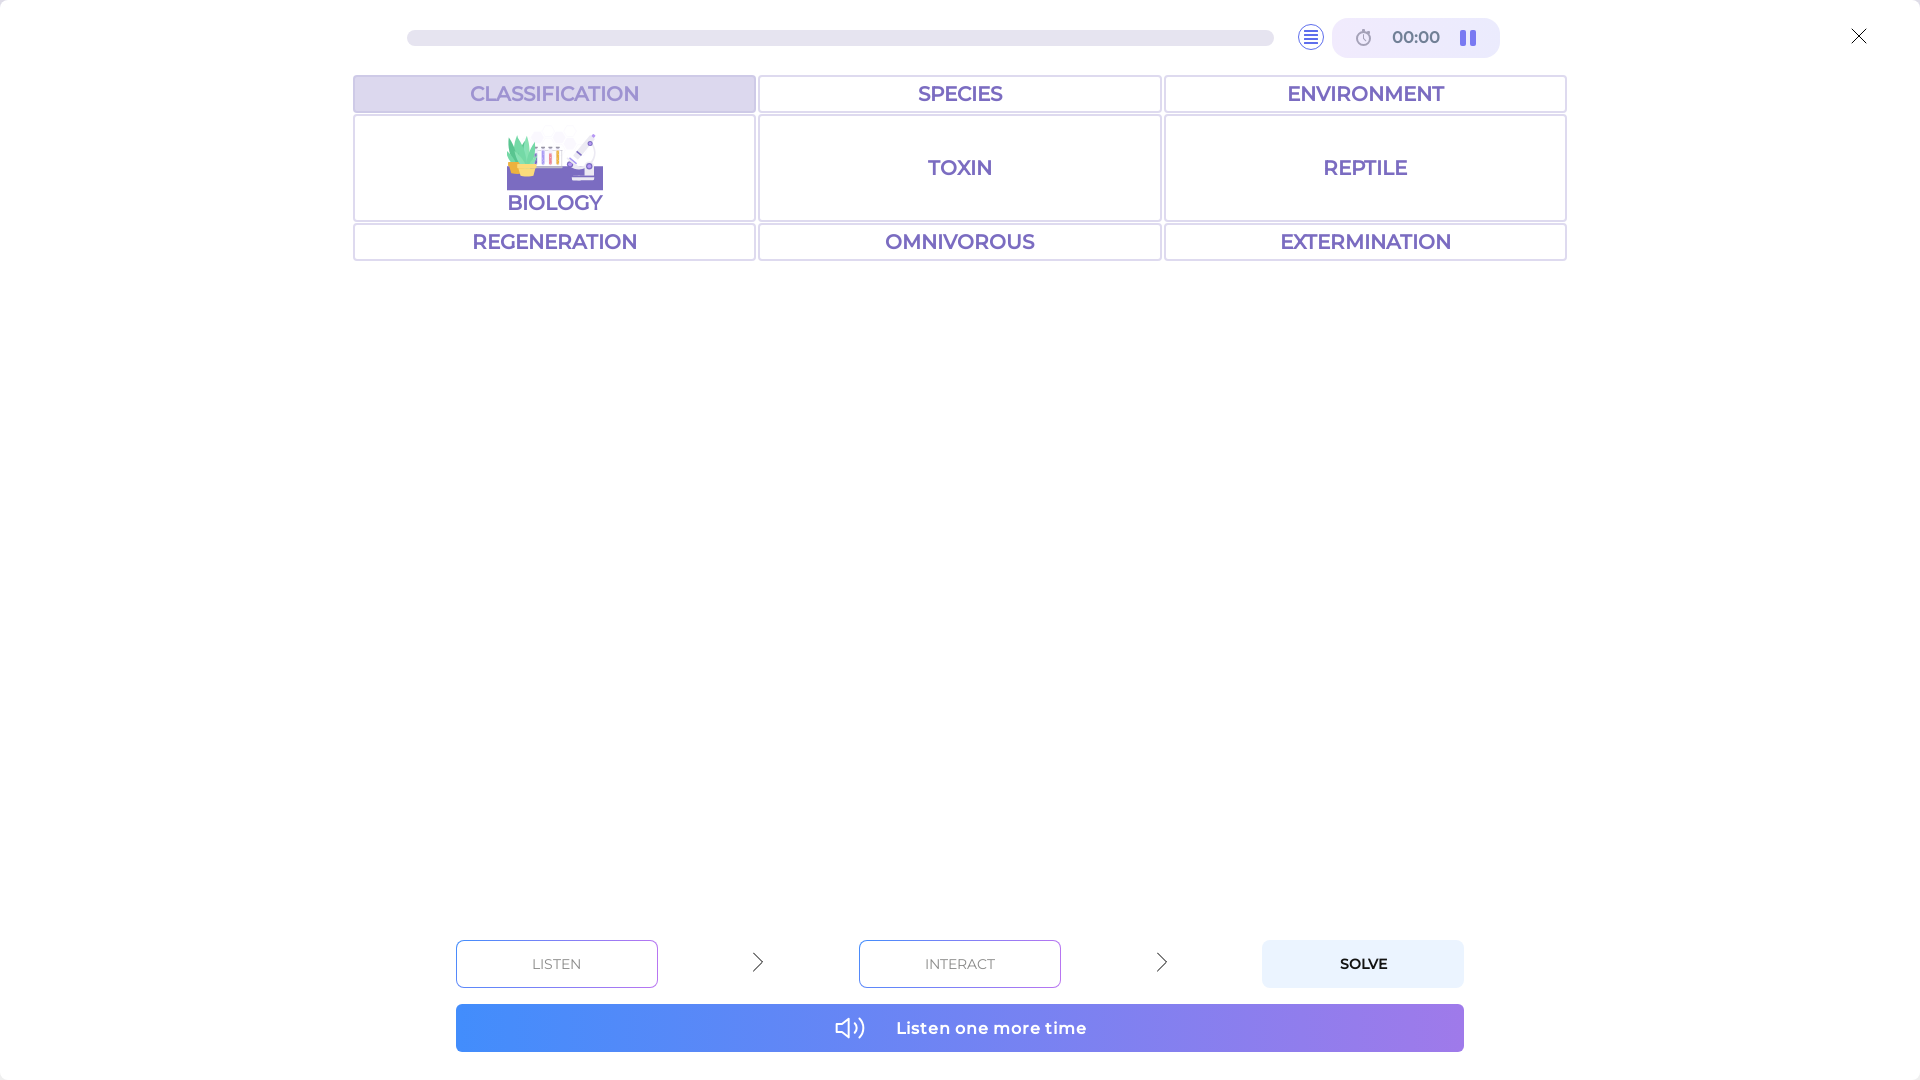 00:00
CLASSIFICATION
SPECIES
ENVIRONMENT
BIOLOGY
TOXIN
REPTILE
REGENERATION
OMNIVOROUS
EXTERMINATION
LISTEN
INTERACT
SOLVE
Listen one more time